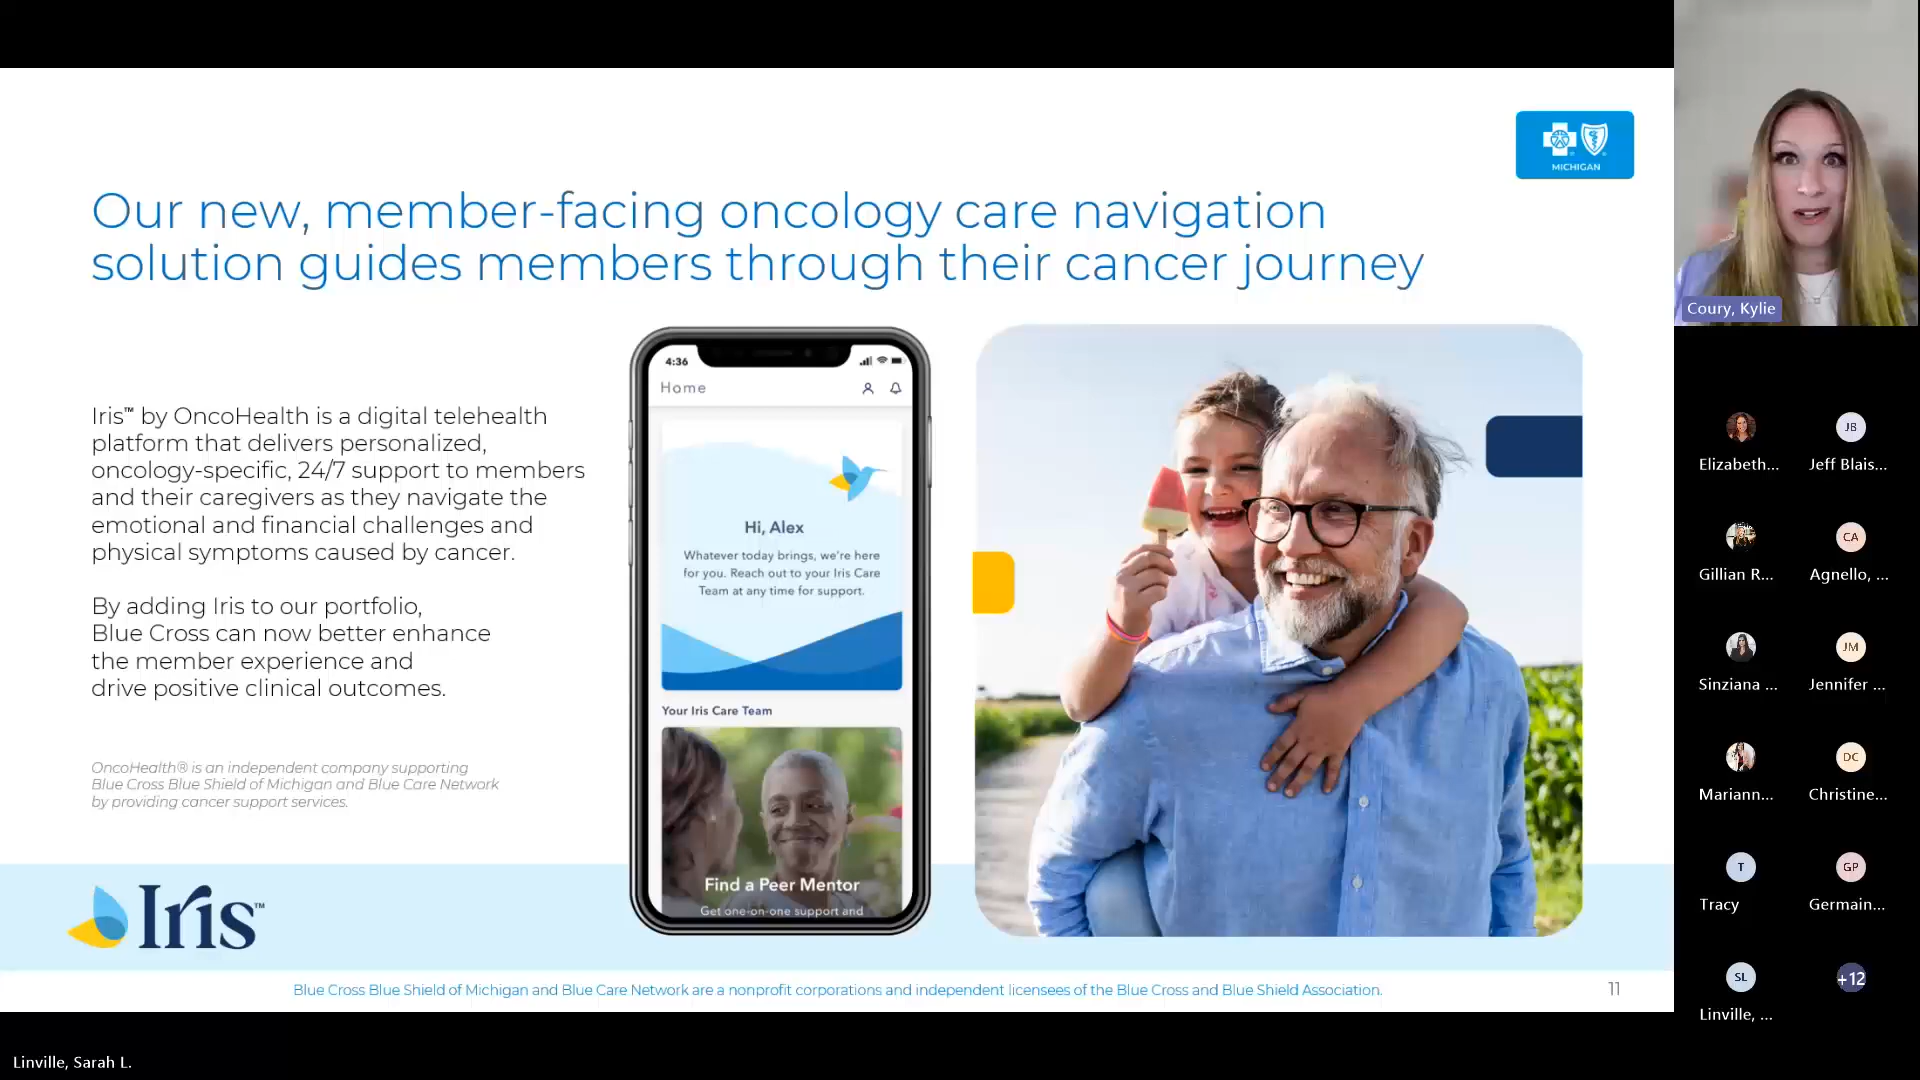 MICHIGAN
Our new, member-facing oncology care navigation
solution guides members through their cancer journey
Iris™ by OncoHealth is a digital telehealth
platform that delivers personalized,
oncology-specific, 24/7 support to members
and their caregivers as they navigate the
emotional and financial challenges and
physical symptoms caused by cancer.
By adding Iris to our portfolio,
Blue Cross can now better enhance
the member experience and
drive positive clinical outcomes.
OncoHealth® is an independent company supporting
Blue Cross Blue Shield of Michigan and Blue Care Network
by providing cancer support services.
4:36
Home
Hi, Alex
Whatever today brings, we're here
for you. Reach out to your Iris Care
Team at any time for support.
Your Iris Care Team
Find a Peer Mentor
Get one-on-one support and
Iris™
Blue Cross Blue Shield of Michigan and Blue Care Network are a nonprofit corporations and independent licensees of the Blue Cross and Blue Shield Association.
11
Coury, Kylie
Elizabeth...
JB
Jeff Blais...
Gillian R...
CA
Agnello, ...
Sinziana ...
JM
Jennifer ...
Mariann...
DC
Christine...
T
Tracy
GP
Germain...
SL
Linville, ...
+12
Linville, Sarah L.